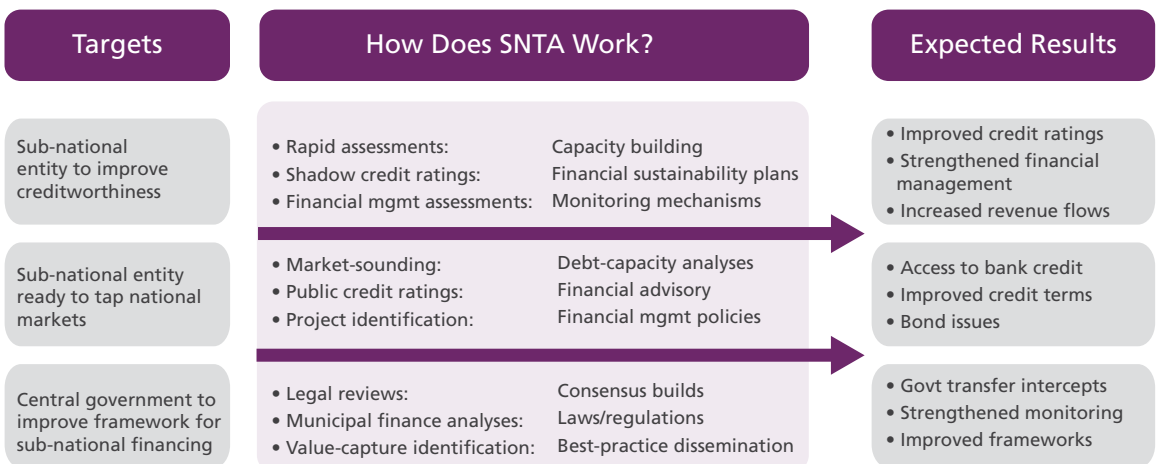 Targets
How Does SNTA Work?
Expected Results
Sub-national
entity to improve
creditworthiness
• Rapid assessments: Capacity building
• Shadow credit ratings: Financial sustainability plans
• Financial mgmt assessments: Monitoring mechanisms
• Improved credit ratings
• Strengthened financial
management
• Increased revenue flows
Sub-national entity
ready to tap national
markets
• Market-sounding: Debt-capacity analyses
• Public credit ratings: Financial advisory
• Project identification: Financial mgmt policies
• Access to bank credit
• Improved credit terms
• Bond issues
Central government to
improve framework for
sub-national financing
• Legal reviews: Consensus builds
• Municipal finance analyses: Laws/regulations
• Value-capture identification: Best-practice dissemination
• Govt transfer intercepts
• Strengthened monitoring
• Improved frameworks